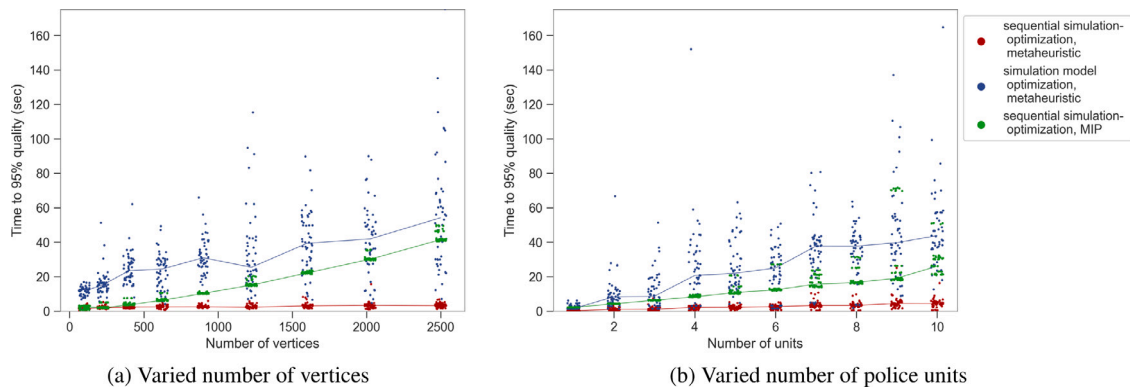 160
140
120
100
80
60
40
20
0
Time to 95% quality (sec)
0 500 1000 1500 2000 2500
Number of vertices
(a) Varied number of vertices
160
140
120
100
80
60
40
20
0
Time to 95% quality (sec)
2 4 6 8 10
Number of units
(b) Varied number of police units
sequential simulation-
optimization,
metaheuristic
simulation model
optimization,
metaheuristic
sequential simulation-
optimization, MIP